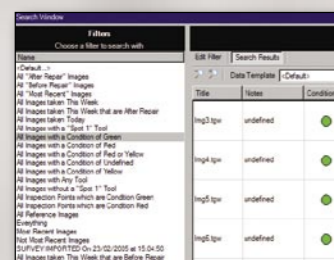 Search Window
Filters
Choose a filter to search with
Name
<Default...>
All "After Repair" Images
All "Before Repair" Images
All "Most Recent" Images
All Images taken This Week
All Images taken This Week that are After Repair
All Images taken Today
All Images with a "Spot 1" Tool
All Images with a Condition of Green
All Images with a Condition of Red
All Images with a Condition of Red or Yellow
All Images with a Condition of Undefined
All Images with a Condition of Yellow
All Images with Any Tool
All Images without a "Spot 1" Tool
All Inspection Points which are Condition Green
All Inspection Points which are Condition Red
All Reference Images
Everything
Most Recent Images
Not Most Recent Images
SURVEY IMPORTED On 23/02/2005 at 15:04:50
All Images taken This Week that are Before Repair
Edit Filter Search Results
Data Template <Default
Title Notes Condition
Img3.tgw undefined
Img4.tgw undefined
Img5.tgw undefined
Img6.tgw undefined